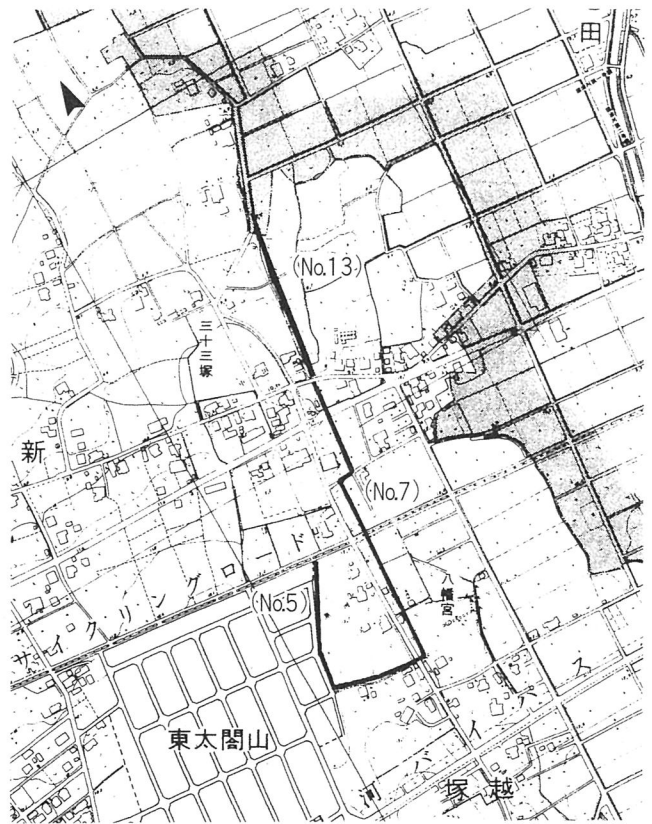 田
(No.13)
三十三塚
新
(No.7)
サイクリングロード
(No.5)
八幡宮
東太閤山
バイパス
塚越